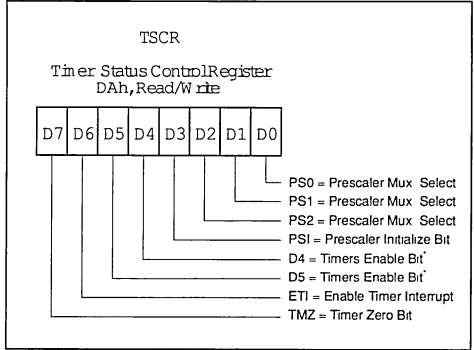 TSCR
Timer Status Control Register
DAh, Read/Write
D7 D6 D5 D4 D3 D2 D1 D0
PS0 = Prescaler Mux Select
PS1 = Prescaler Mux Select
PS2 = Prescaler Mux Select
PSI = Prescaler Initialize Bit
D4 = Timers Enable Bit*
D5 = Timers Enable Bit*
ETI = Enable Timer Interrupt
TMZ = Timer Zero Bit